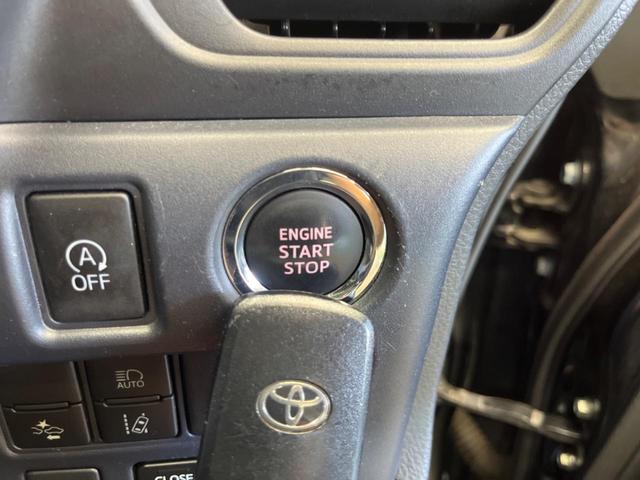 ENGINE
START
STOP
A
OFF
AUTO
CLOSE